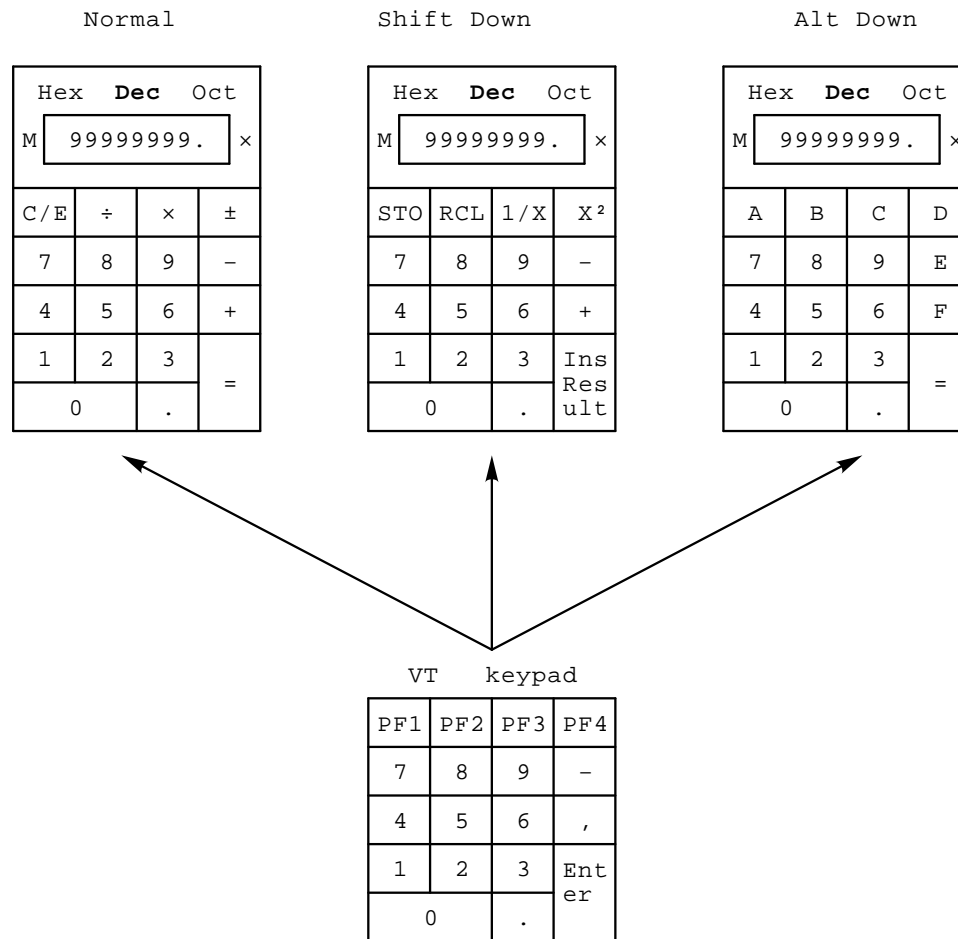 Normal Shift Down Alt Down
Hex Dec Oct Hex Dec Oct Hex Dec Oct
M 99999999. × M 99999999. × M 99999999. ×
C/E ÷ × ± STO RCL 1/X X² A B C D
7 8 9 − 7 8 9 − 7 8 9 E
4 5 6 + 4 5 6 + 4 5 6 F
1 2 3 = 1 2 3 Ins 1 2 3 =
Res
0 . 0 . ult 0 .
VT keypad
PF1 PF2 PF3 PF4
7 8 9 −
4 5 6 ,
1 2 3 Ent
er
0 .